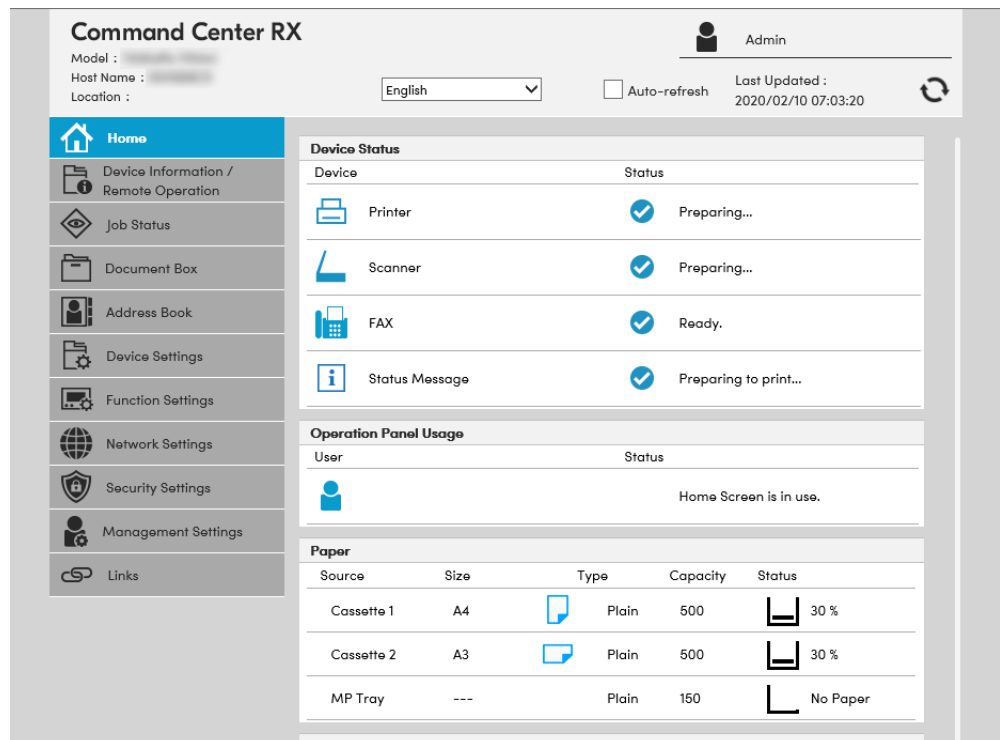 Command Center RX
Model :
Host Name :
Location :
Admin
English
Auto-refresh
Last Updated :
2020/02/10 07:03:20
Home
Device Information /
Remote Operation
Job Status
Document Box
Address Book
Device Settings
Function Settings
Network Settings
Security Settings
Management Settings
Links
Device Status
Device Status
Printer Preparing...
Scanner Preparing...
FAX Ready.
Status Message Preparing to print...
Operation Panel Usage
User Status
Home Screen is in use.
Paper
Source Size Type Capacity Status
Cassette 1 A4 Plain 500 30 %
Cassette 2 A3 Plain 500 30 %
MP Tray --- Plain 150 No Paper